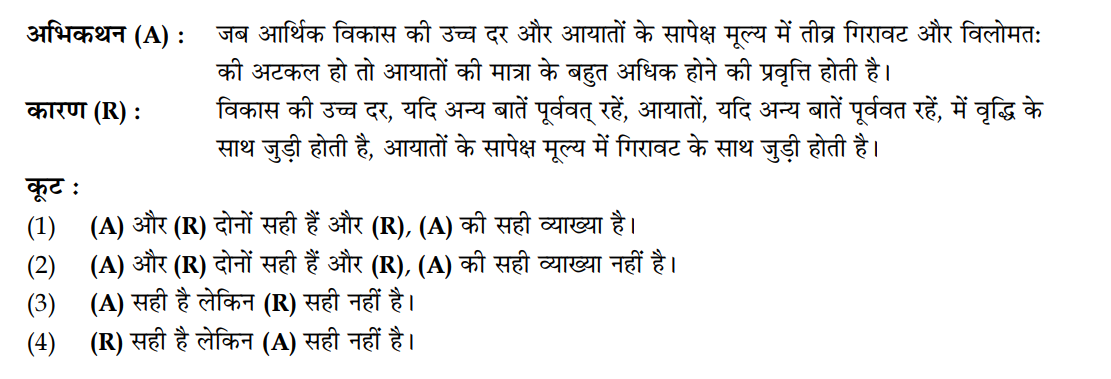 अभिकथन (A) : जब आर्थिक विकास की उच्च दर और आयातों के सापेक्ष मूल्य में तीव्र गिरावट और विलोमतः
की अटकल हो तो आयातों की मात्रा के बहुत अधिक होने की प्रवृत्ति होती है।
कारण (R) : विकास की उच्च दर, यदि अन्य बातें पूर्ववत् रहें, आयातों, यदि अन्य बातें पूर्ववत रहें, में वृद्धि के
साथ जुड़ी होती है, आयातों के सापेक्ष मूल्य में गिरावट के साथ जुड़ी होती है।
कूट :
(1) (A) और (R) दोनों सही हैं और (R), (A) की सही व्याख्या है।
(2) (A) और (R) दोनों सही हैं और (R), (A) की सही व्याख्या नहीं है।
(3) (A) सही है लेकिन (R) सही नहीं है।
(4) (R) सही है लेकिन (A) सही नहीं है।